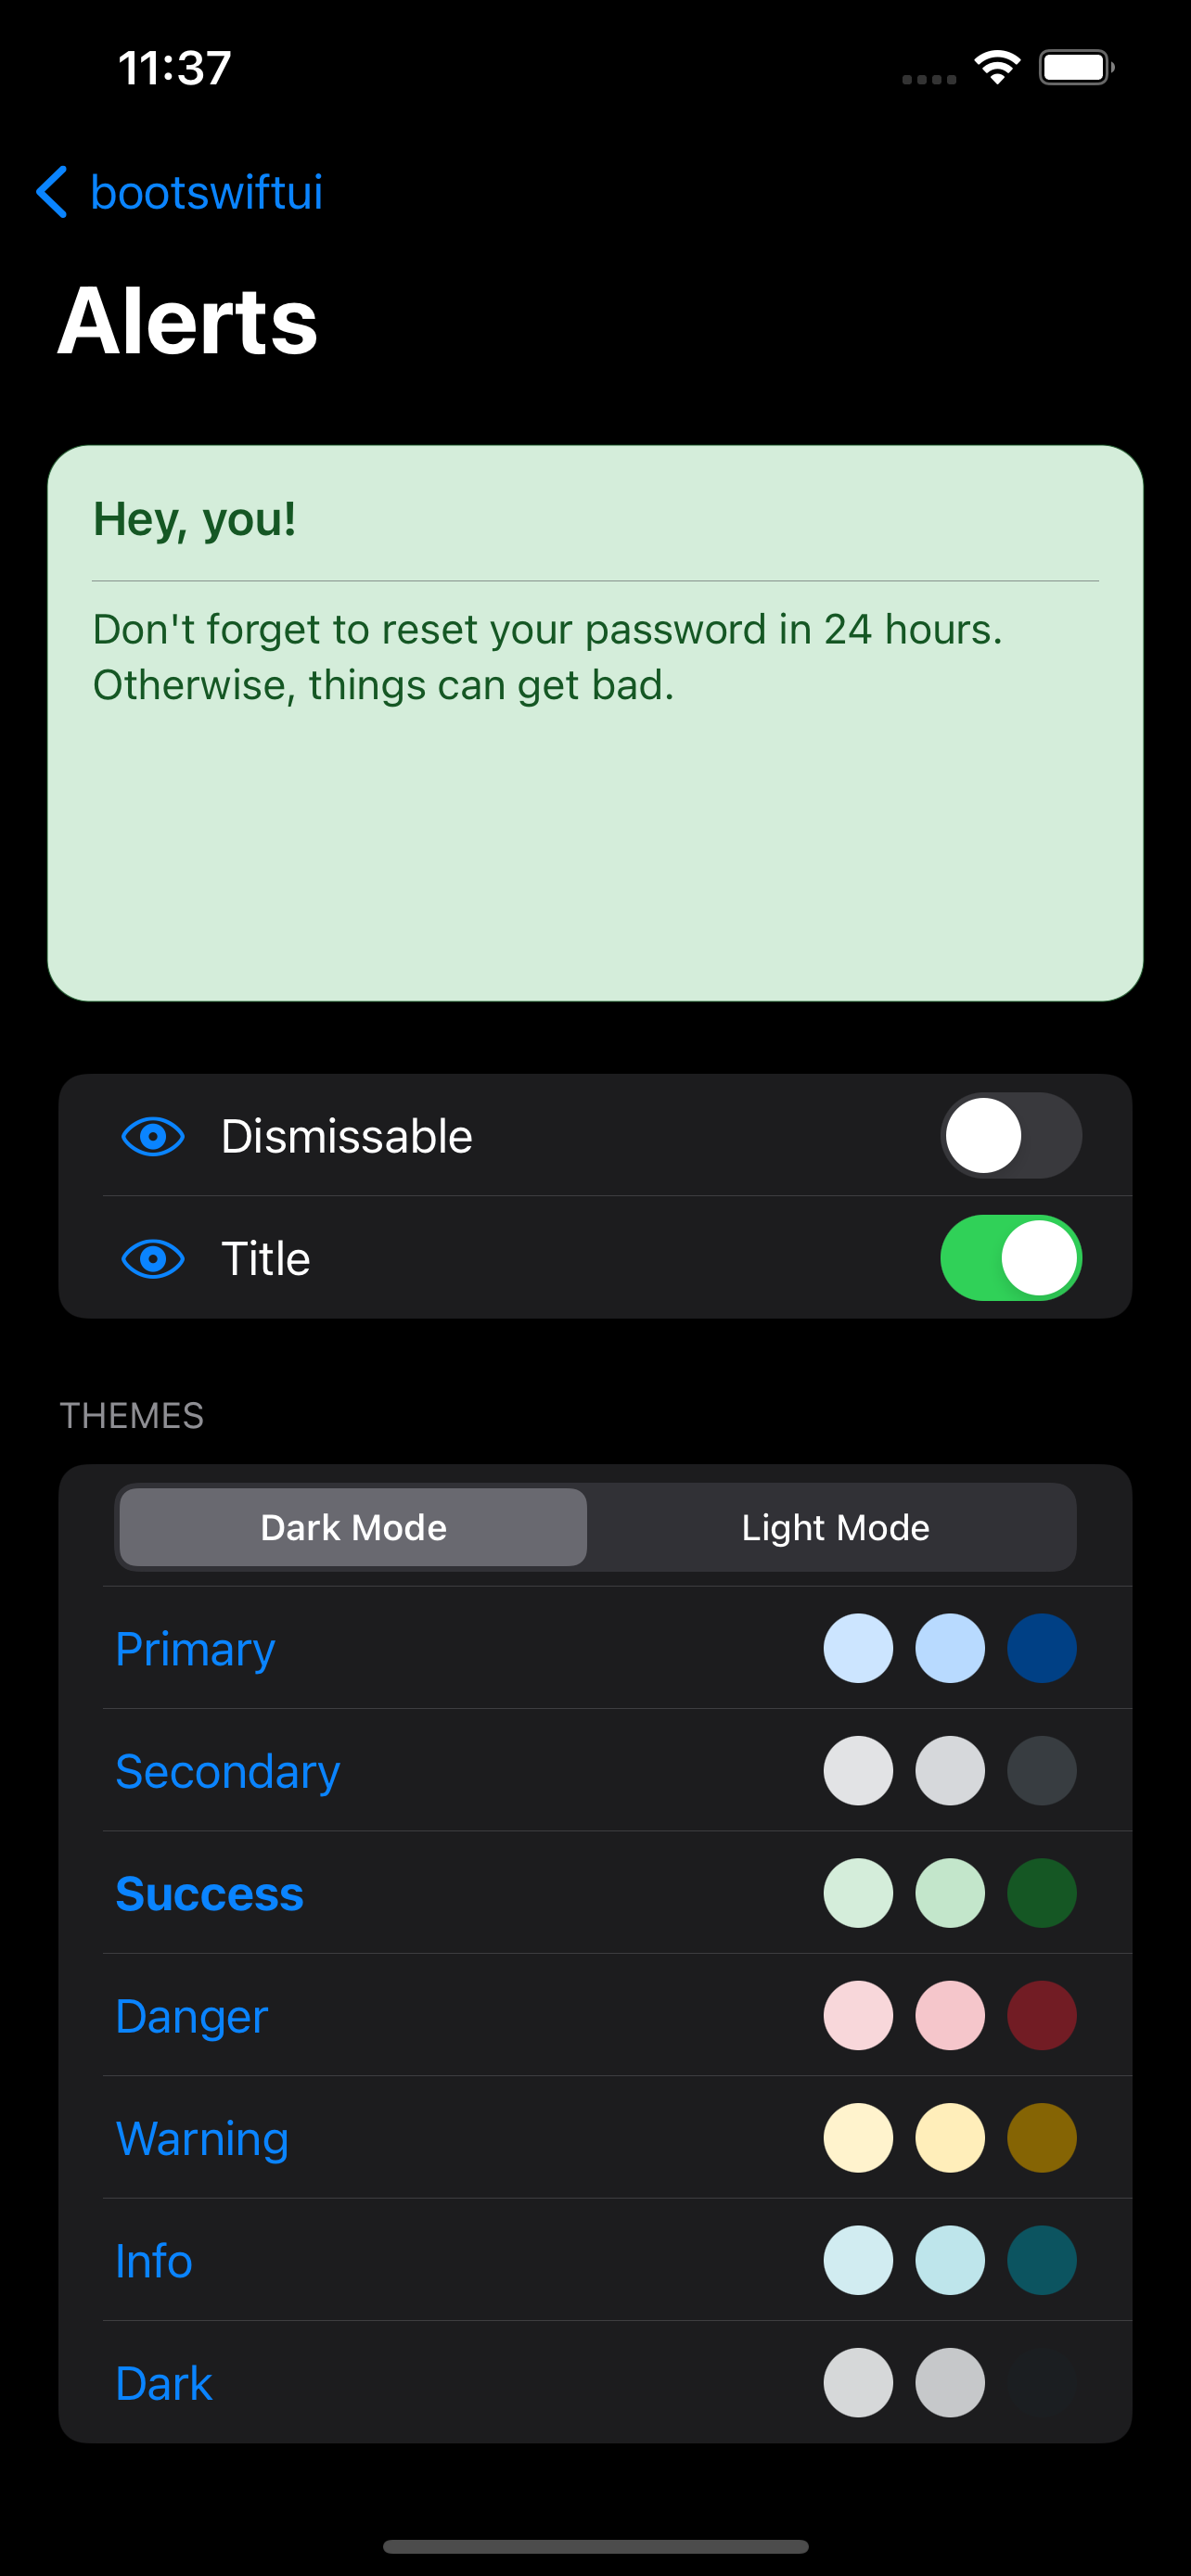 11:37
bootswiftui
Alerts
Hey, you!
Don't forget to reset your password in 24 hours.
Otherwise, things can get bad.
Dismissable
Title
THEMES
Dark Mode
Light Mode
Primary
Secondary
Success
Danger
Warning
Info
Dark